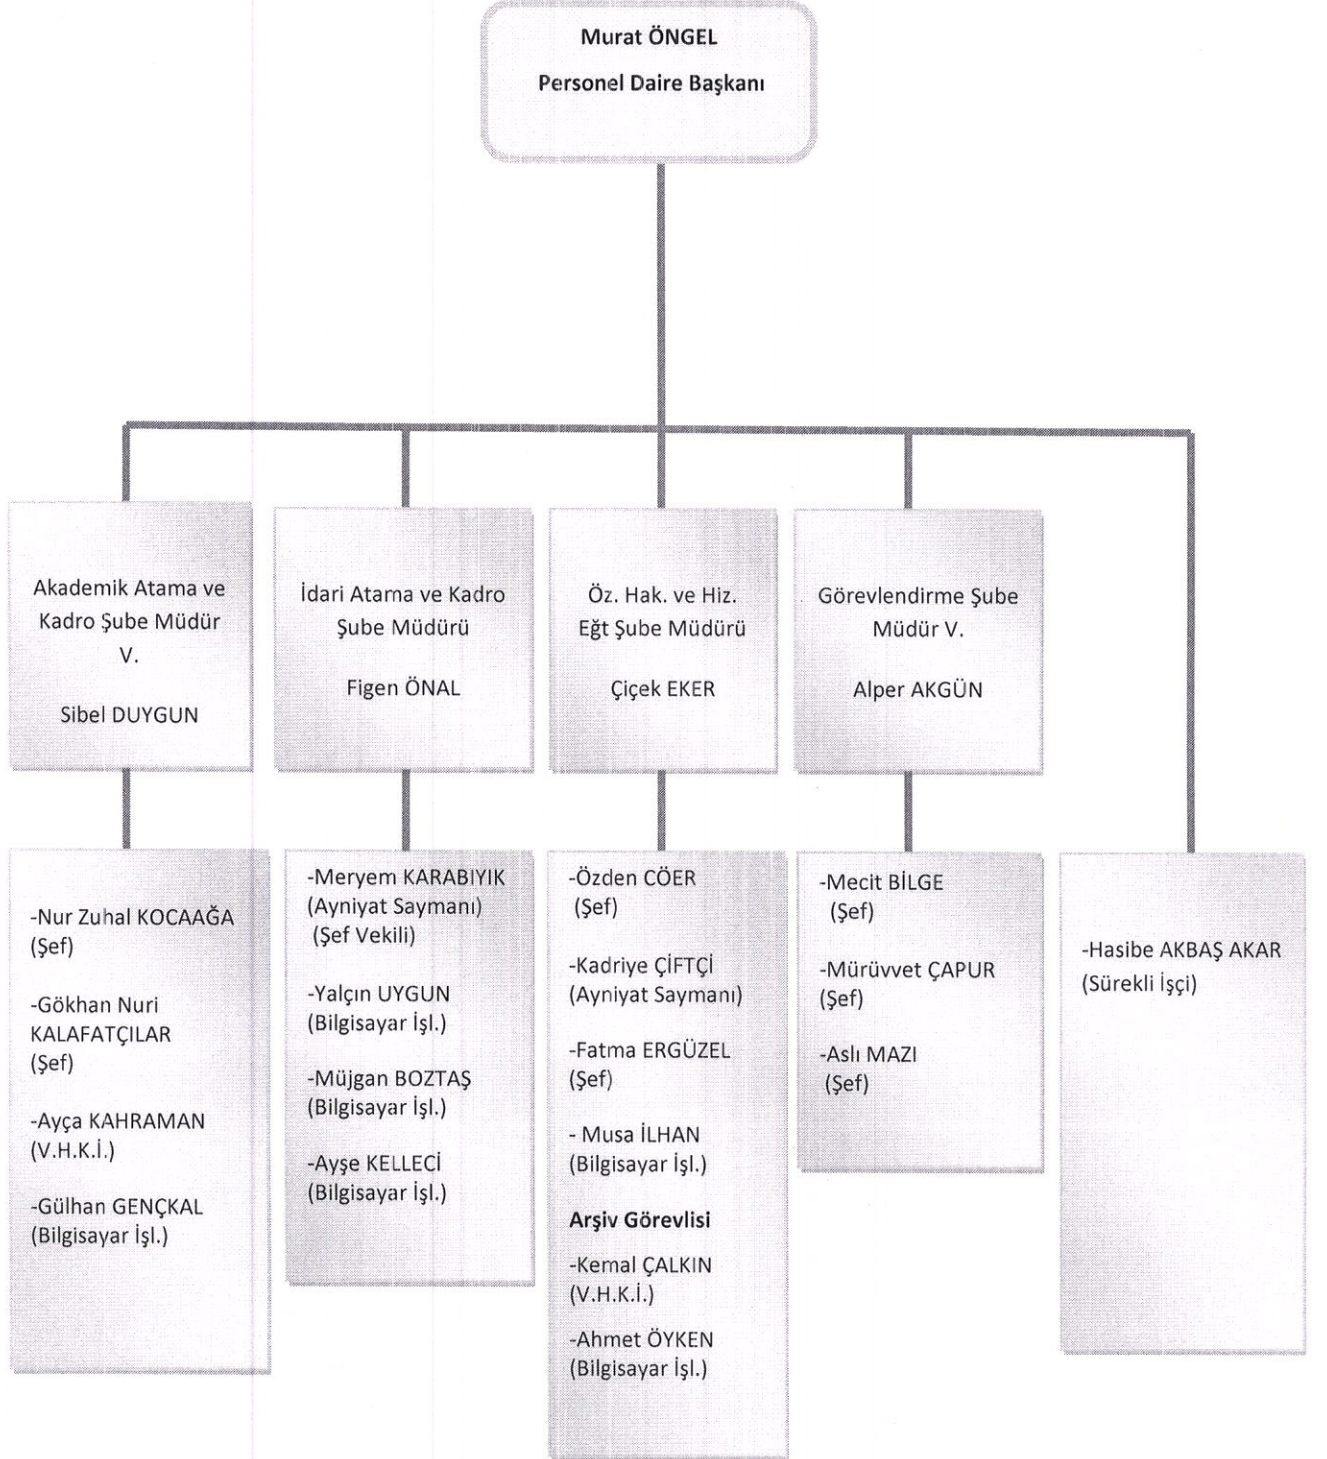 Murat ÖNGEL
Personel Daire Başkanı
Akademik Atama ve
Kadro Şube Müdür
V.
Sibel DUYGUN
İdari Atama ve Kadro
Şube Müdürü
Figen ÖNAL
Öz. Hak. ve Hiz.
Eğt Şube Müdürü
Çiçek EKER
Görevlendirme Şube
Müdür V.
Alper AKGÜN
-Nur Zuhal KOCAAĞA
(Şef)
-Gökhan Nuri
KALAFATÇILAR
(Şef)
-Ayça KAHRAMAN
(V.H.K.İ.)
-Gülhan GENÇKAL
(Bilgisayar İşl.)
-Meryem KARABIYIK
(Ayniyat Saymanı)
(Şef Vekili)
-Yalçın UYGUN
(Bilgisayar İşl.)
-Müjgan BOZTAŞ
(Bilgisayar İşl.)
-Ayşe KELLECİ
(Bilgisayar İşl.)
-Özden CÖER
(Şef)
-Kadriye ÇİFTÇİ
(Ayniyat Saymanı)
-Fatma ERGÜZEL
(Şef)
- Musa İLHAN
(Bilgisayar İşl.)
Arşiv Görevlisi
-Kemal ÇALKIN
(V.H.K.İ.)
-Ahmet ÖYKEN
(Bilgisayar İşl.)
-Mecit BİLGE
(Şef)
-Mürüvvet ÇAPUR
(Şef)
-Aslı MAZI
(Şef)
-Hasibe AKBAŞ AKAR
(Sürekli İşçi)